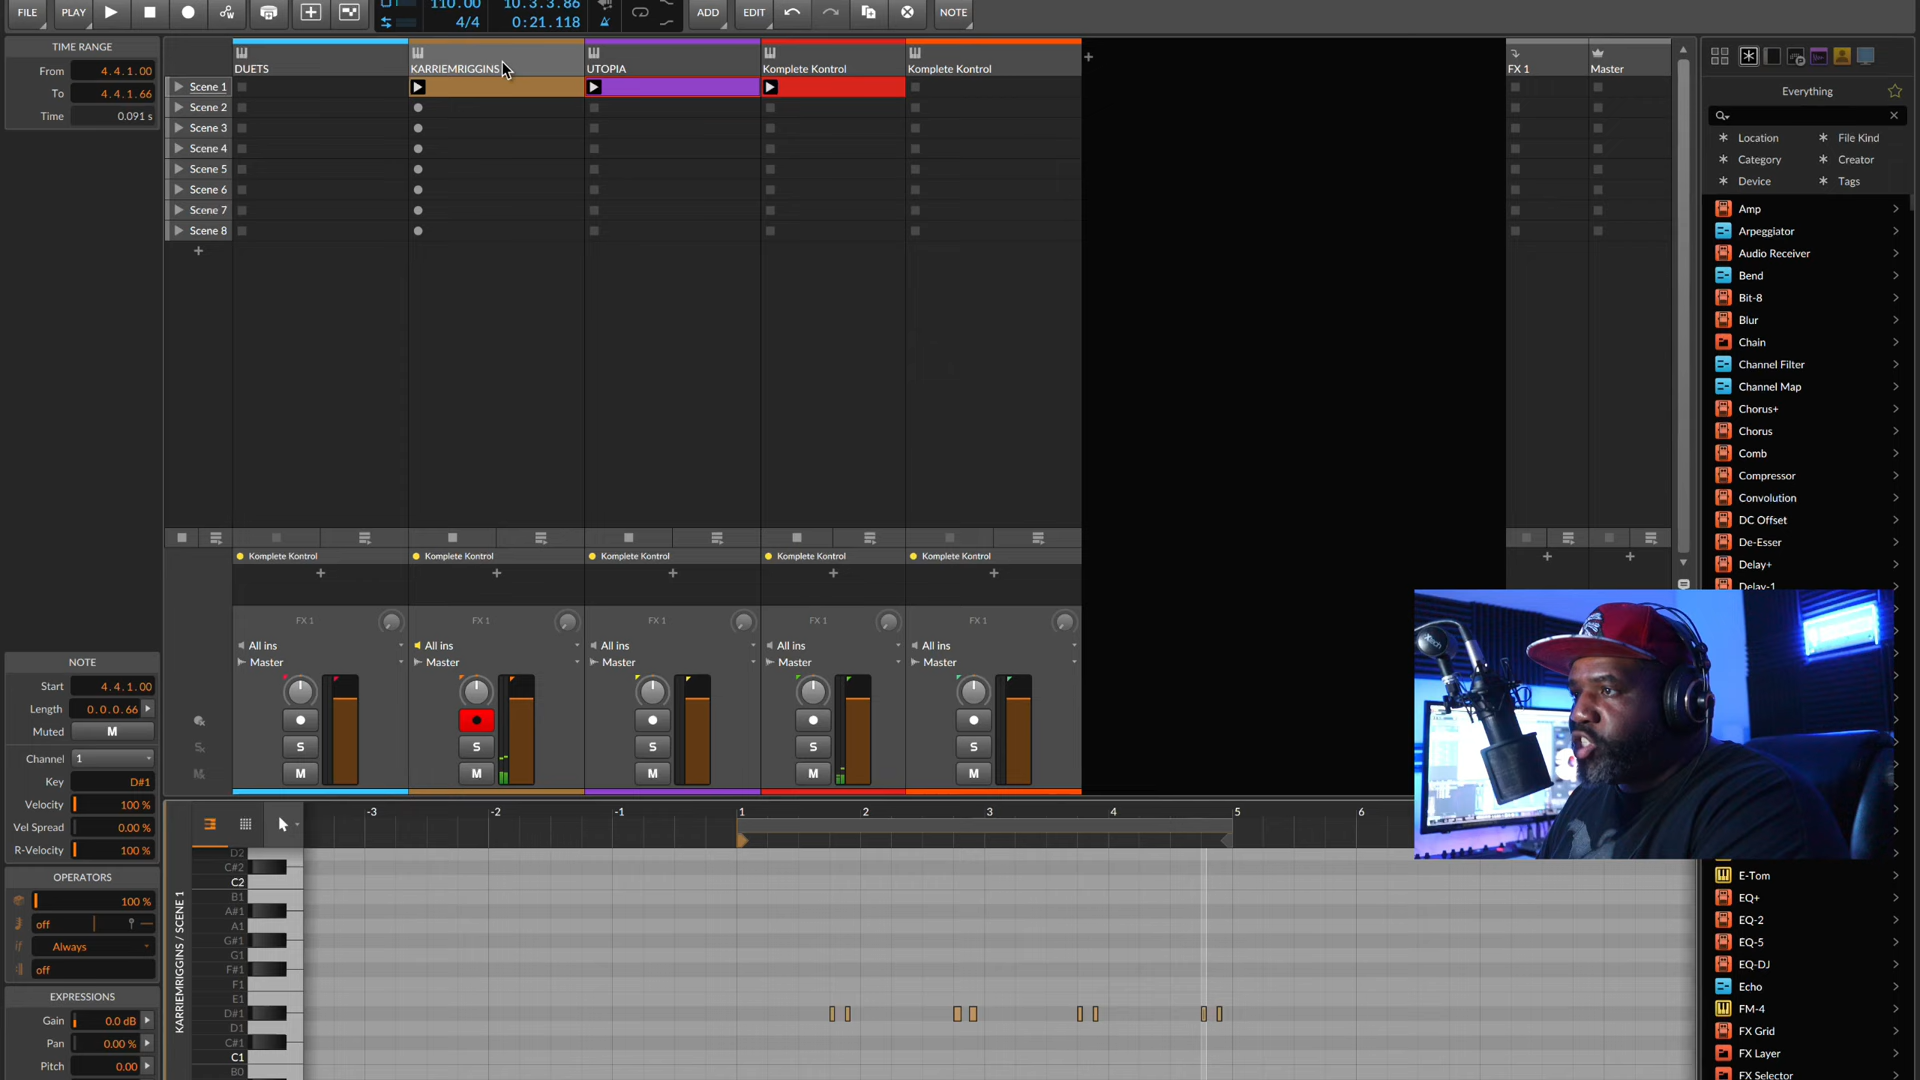 FILE PLAY 110.00 4/4 10.3.3.86 0:21.118 ADD EDIT NOTE
TIME RANGE
From 4.4.1.00
To 4.4.1.66
Time 0.091 s
DUETS KARRIEMRIGGINS UTOPIA Komplete Kontrol Komplete Kontrol FX 1 Master
Scene 1
Scene 2
Scene 3
Scene 4
Scene 5
Scene 6
Scene 7
Scene 8
Komplete Kontrol Komplete Kontrol Komplete Kontrol Komplete Kontrol Komplete Kontrol
FX 1 FX 1 FX 1 FX 1 FX 1
All ins All ins All ins All ins All ins
Master Master Master Master Master
S S S S S
M M M M M
NOTE
Start 4.4.1.00
Length 0.0.0.66
Muted M
Channel 1
Key D#1
Velocity 100 %
Vel Spread 0.00 %
R-Velocity 100 %
OPERATORS
100 %
off
if Always
off
EXPRESSIONS
Gain 0.0 dB
Pan 0.00 %
Pitch 0.00
KARRIEMRIGGINS / SCENE 1
-3 -2 -1 1 2 3 4 5 6
D2
C#2
C2
B1
A#1
A1
G#1
G1
F#1
F1
E1
D#1
D1
C#1
C1
B0
Everything
Location File Kind
Category Creator
Device Tags
Amp
Arpeggiator
Audio Receiver
Bend
Bit-8
Blur
Chain
Channel Filter
Channel Map
Chorus+
Chorus
Comb
Compressor
Convolution
DC Offset
De-Esser
Delay+
Delay-1
E-Tom
EQ+
EQ-2
EQ-5
EQ-DJ
Echo
FM-4
FX Grid
FX Layer
FX Selector